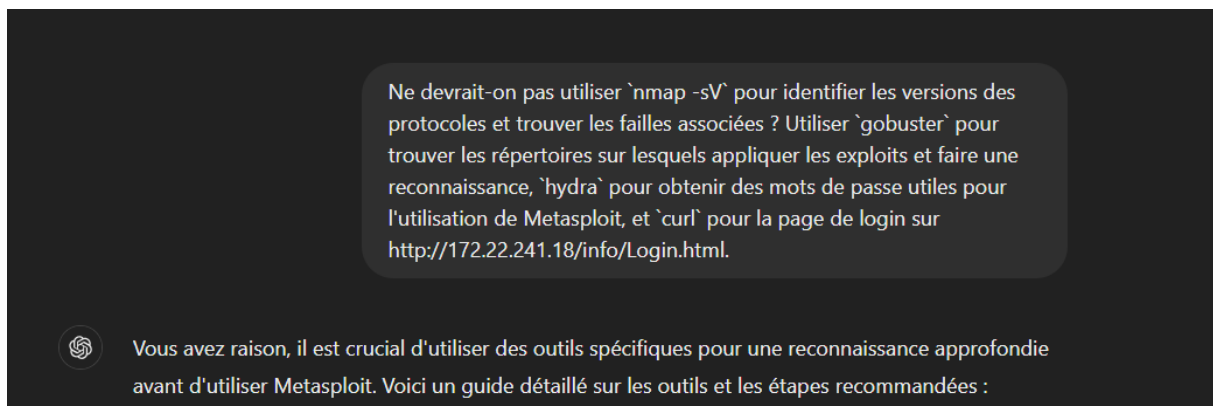 Ne devrait-on pas utiliser `nmap -sV` pour identifier les versions des
protocoles et trouver les failles associées ? Utiliser `gobuster` pour
trouver les répertoires sur lesquels appliquer les exploits et faire une
reconnaissance, `hydra` pour obtenir des mots de passe utiles pour
l'utilisation de Metasploit, et `curl` pour la page de login sur
http://172.22.241.18/info/Login.html.
Vous avez raison, il est crucial d'utiliser des outils spécifiques pour une reconnaissance approfondie
avant d'utiliser Metasploit. Voici un guide détaillé sur les outils et les étapes recommandées :